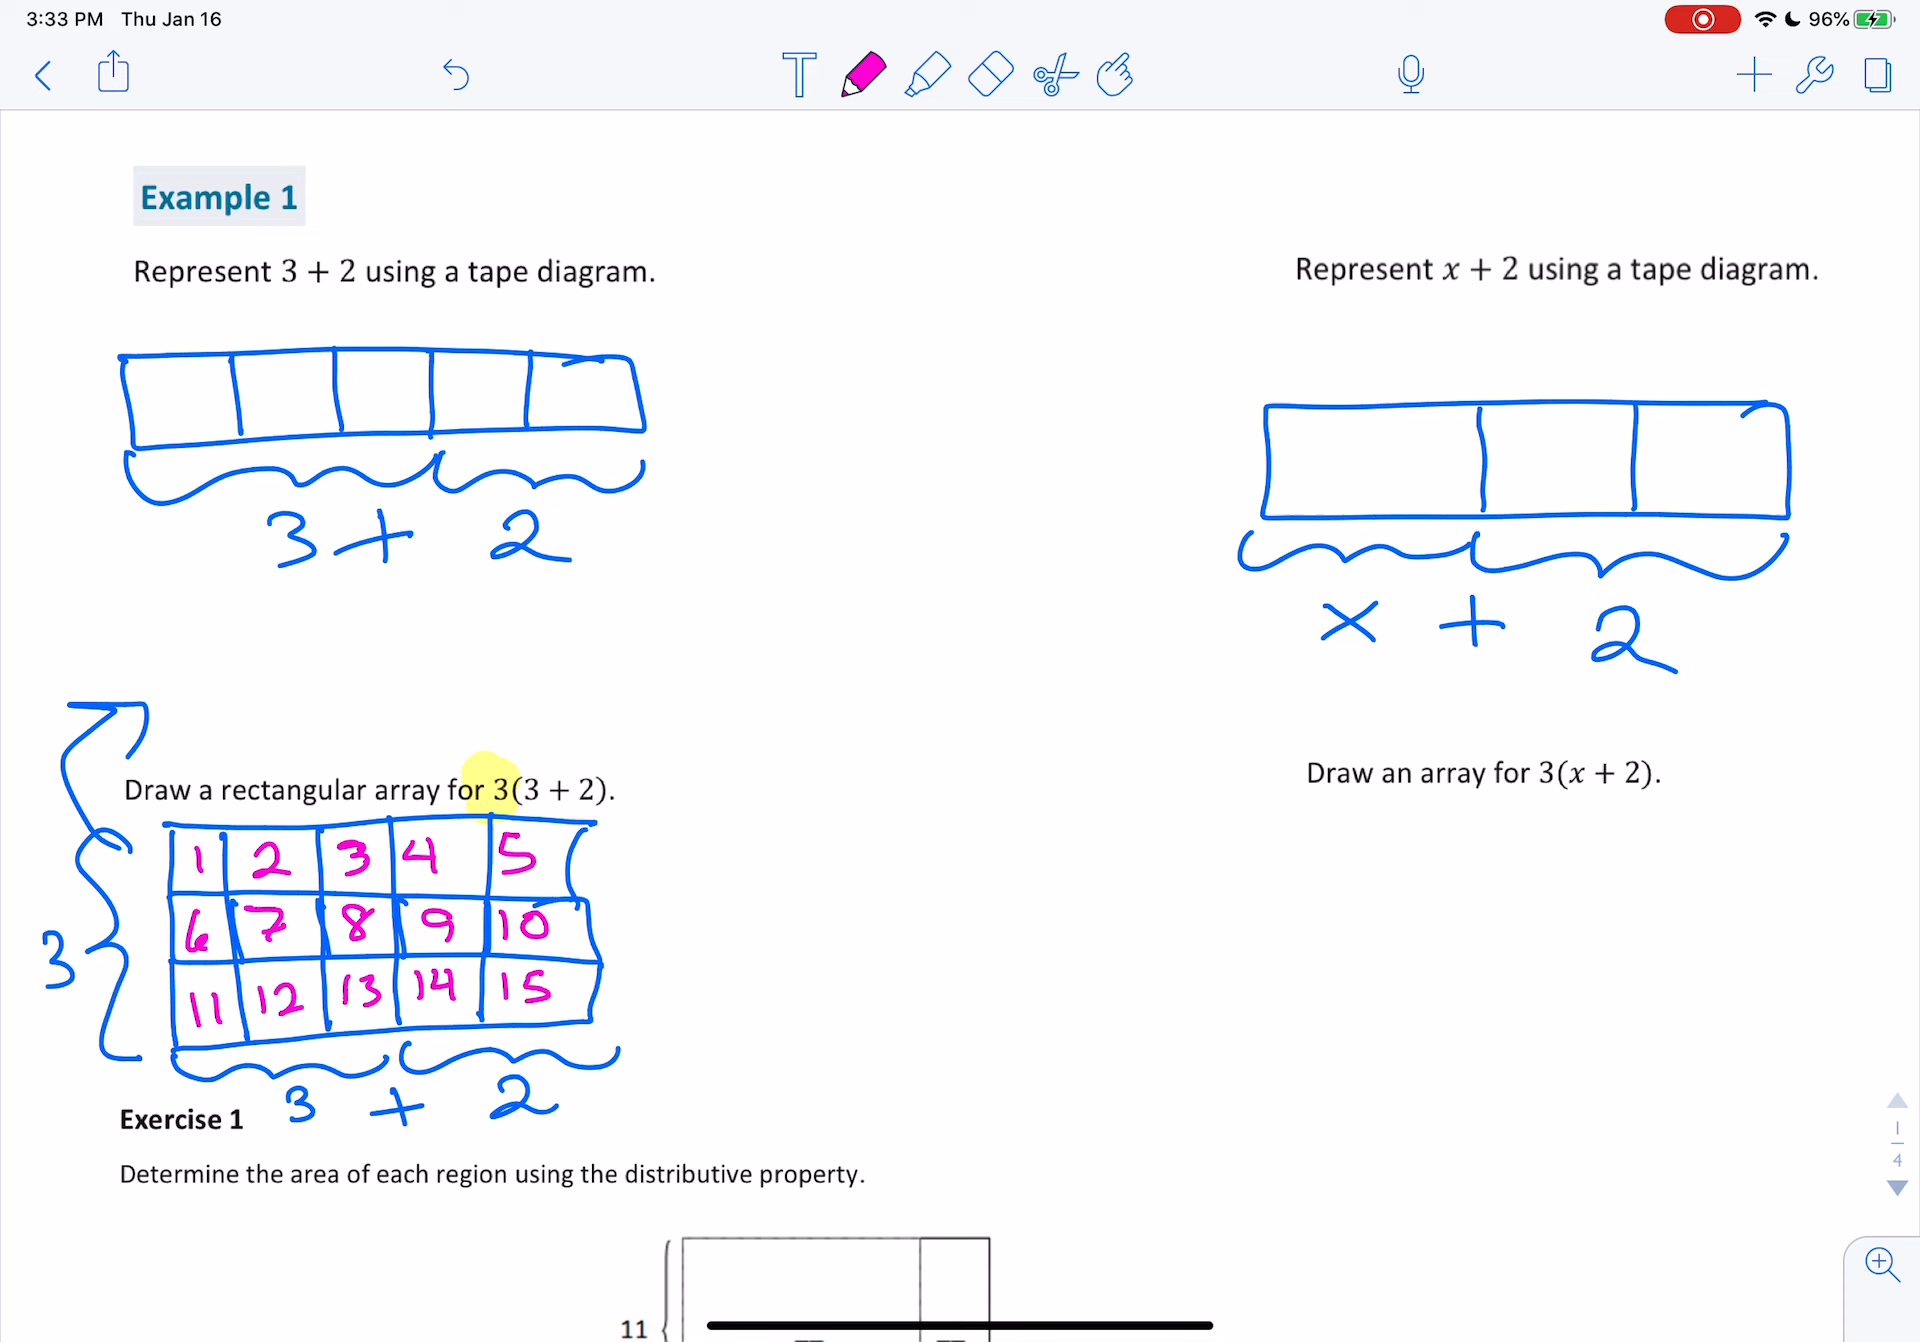 3:33 PM Thu Jan 16
96%
Example 1
Represent 3 + 2 using a tape diagram.
3 + 2
Represent x + 2 using a tape diagram.
x + 2
Draw a rectangular array for 3(3 + 2).
1 2 3 4 5
6 7 8 9 10
11 12 13 14 15
3
3 + 2
Draw an array for 3(x + 2).
Exercise 1
Determine the area of each region using the distributive property.
11
1
4